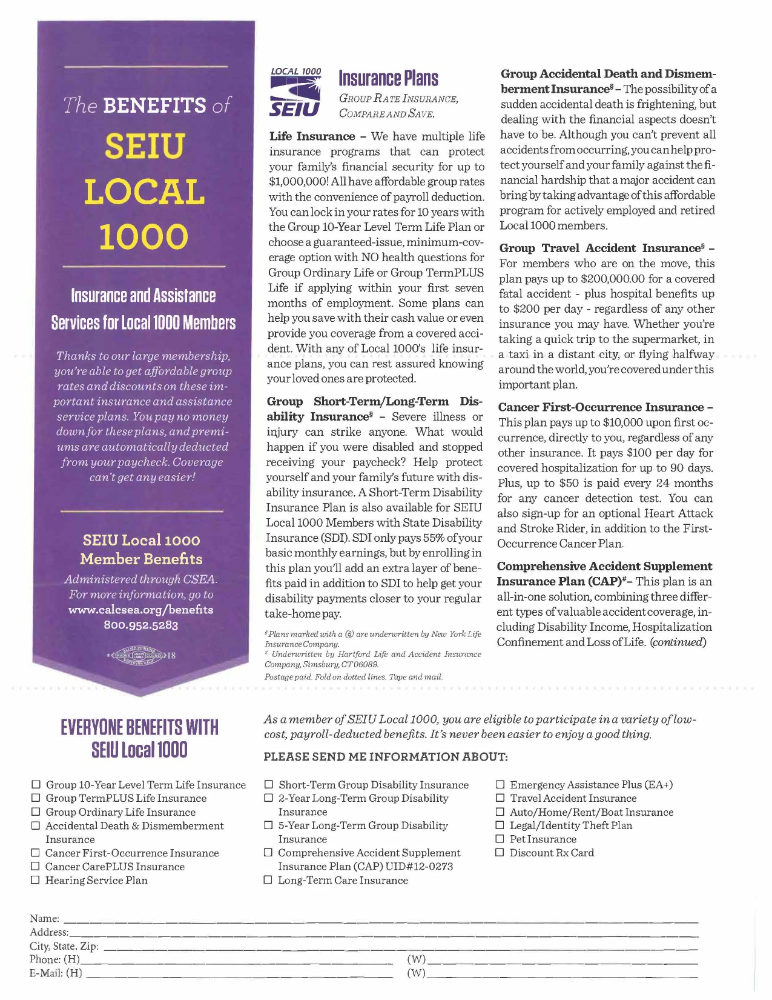 The BENEFITS of
SEIU
LOCAL
1000
Insurance and Assistance
Services for Local 1000 Members
Thanks to our large membership,
you're able to get affordable group
rates and discounts on these im-
portant insurance and assistance
service plans. You pay no money
down for these plans, and premi-
ums are automatically deducted
from your paycheck. Coverage
can't get any easier!
SEIU Local 1000
Member Benefits
Administered through CSEA.
For more information, go to
www.calcsea.org/benefits
800.952.5283
ALLIED PRINTING
TRADES UNION LABEL COUNCIL 18
NORTHERN CALIF.
LOCAL 1000
SEIU
Insurance Plans
GROUP RATE INSURANCE,
COMPARE AND SAVE.
Life Insurance – We have multiple life
insurance programs that can protect
your family's financial security for up to
$1,000,000! All have affordable group rates
with the convenience of payroll deduction.
You can lock in your rates for 10 years with
the Group 10-Year Level Term Life Plan or
choose a guaranteed-issue, minimum-cov-
erage option with NO health questions for
Group Ordinary Life or Group TermPLUS
Life if applying within your first seven
months of employment. Some plans can
help you save with their cash value or even
provide you coverage from a covered acci-
dent. With any of Local 1000's life insur-
ance plans, you can rest assured knowing
your loved ones are protected.
Group Short-Term/Long-Term Dis-
ability Insurance§ – Severe illness or
injury can strike anyone. What would
happen if you were disabled and stopped
receiving your paycheck? Help protect
yourself and your family's future with dis-
ability insurance. A Short-Term Disability
Insurance Plan is also available for SEIU
Local 1000 Members with State Disability
Insurance (SDI). SDI only pays 55% of your
basic monthly earnings, but by enrolling in
this plan you'll add an extra layer of bene-
fits paid in addition to SDI to help get your
disability payments closer to your regular
take-home pay.
§Plans marked with a (§) are underwritten by New York Life
Insurance Company.
# Underwritten by Hartford Life and Accident Insurance
Company, Simsbury, CT 06089.
Postage paid. Fold on dotted lines. Tape and mail.
Group Accidental Death and Dismem-
berment Insurance§ – The possibility of a
sudden accidental death is frightening, but
dealing with the financial aspects doesn't
have to be. Although you can't prevent all
accidents from occurring, you can help pro-
tect yourself and your family against the fi-
nancial hardship that a major accident can
bring by taking advantage of this affordable
program for actively employed and retired
Local 1000 members.
Group Travel Accident Insurance§ –
For members who are on the move, this
plan pays up to $200,000.00 for a covered
fatal accident - plus hospital benefits up
to $200 per day - regardless of any other
insurance you may have. Whether you're
taking a quick trip to the supermarket, in
a taxi in a distant city, or flying halfway
around the world, you're covered under this
important plan.
Cancer First-Occurrence Insurance –
This plan pays up to $10,000 upon first oc-
currence, directly to you, regardless of any
other insurance. It pays $100 per day for
covered hospitalization for up to 90 days.
Plus, up to $50 is paid every 24 months
for any cancer detection test. You can
also sign-up for an optional Heart Attack
and Stroke Rider, in addition to the First-
Occurrence Cancer Plan.
Comprehensive Accident Supplement
Insurance Plan (CAP)#– This plan is an
all-in-one solution, combining three differ-
ent types of valuable accident coverage, in-
cluding Disability Income, Hospitalization
Confinement and Loss of Life. (continued)
EVERYONE BENEFITS WITH
SEIU Local 1000
As a member of SEIU Local 1000, you are eligible to participate in a variety of low-
cost, payroll-deducted benefits. It's never been easier to enjoy a good thing.
PLEASE SEND ME INFORMATION ABOUT:
☐ Group 10-Year Level Term Life Insurance
☐ Group TermPLUS Life Insurance
☐ Group Ordinary Life Insurance
☐ Accidental Death & Dismemberment
Insurance
☐ Cancer First-Occurrence Insurance
☐ Cancer CarePLUS Insurance
☐ Hearing Service Plan
☐ Short-Term Group Disability Insurance
☐ 2-Year Long-Term Group Disability
Insurance
☐ 5-Year Long-Term Group Disability
Insurance
☐ Comprehensive Accident Supplement
Insurance Plan (CAP) UID#12-0273
☐ Long-Term Care Insurance
☐ Emergency Assistance Plus (EA+)
☐ Travel Accident Insurance
☐ Auto/Home/Rent/Boat Insurance
☐ Legal/Identity Theft Plan
☐ Pet Insurance
☐ Discount Rx Card
Name:
Address:
City, State, Zip:
Phone: (H) (W)
E-Mail: (H) (W)